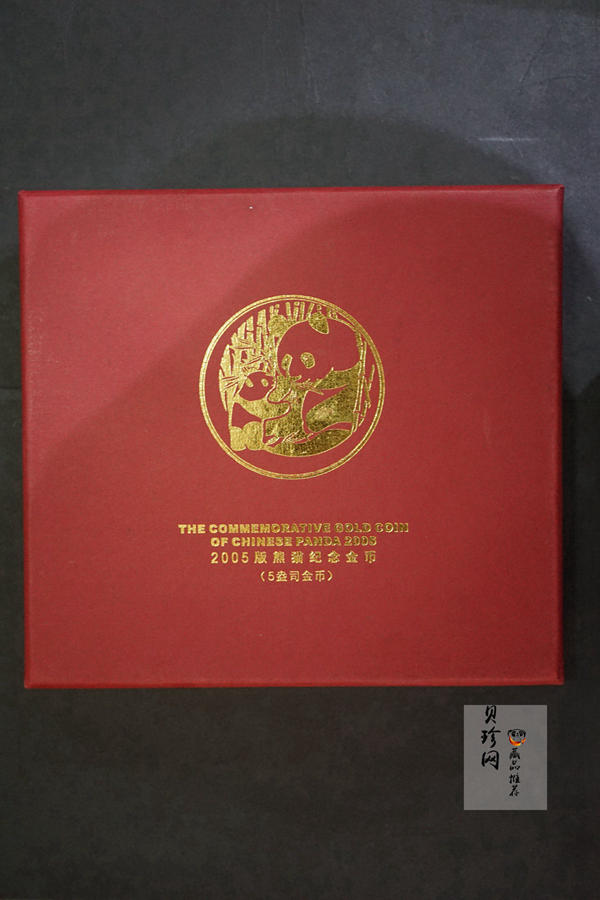 THE COMMEMORATIVE GOLD COIN
OF CHINESE PANDA 2005
2005版熊猫纪念金币
（5盎司金币）
贝珍网
藏品推荐